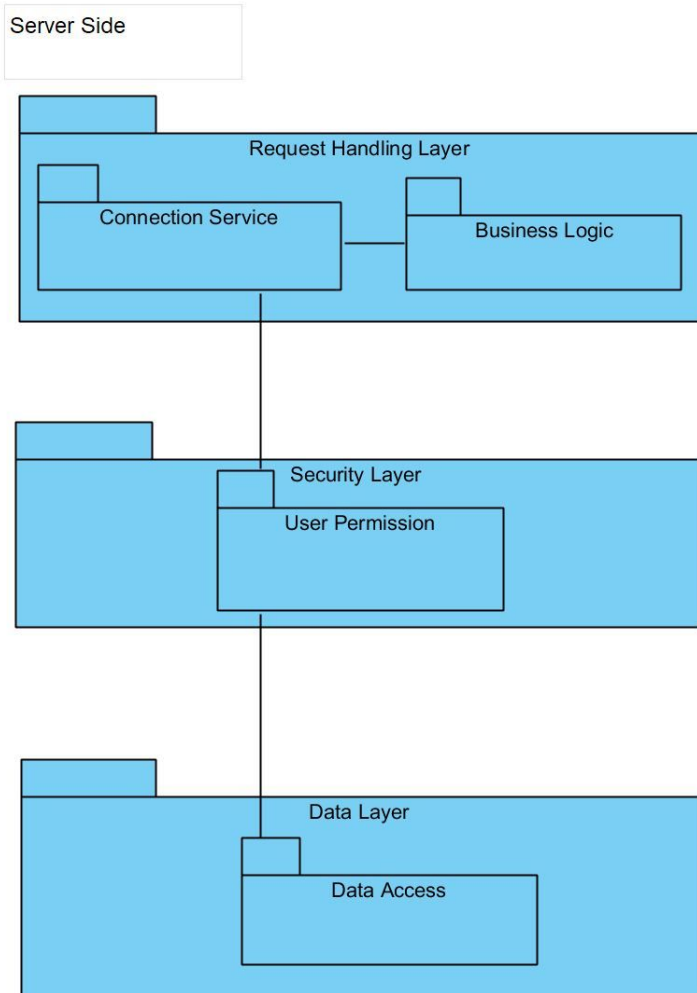 Server Side
Request Handling Layer
Connection Service
Business Logic
Security Layer
User Permission
Data Layer
Data Access